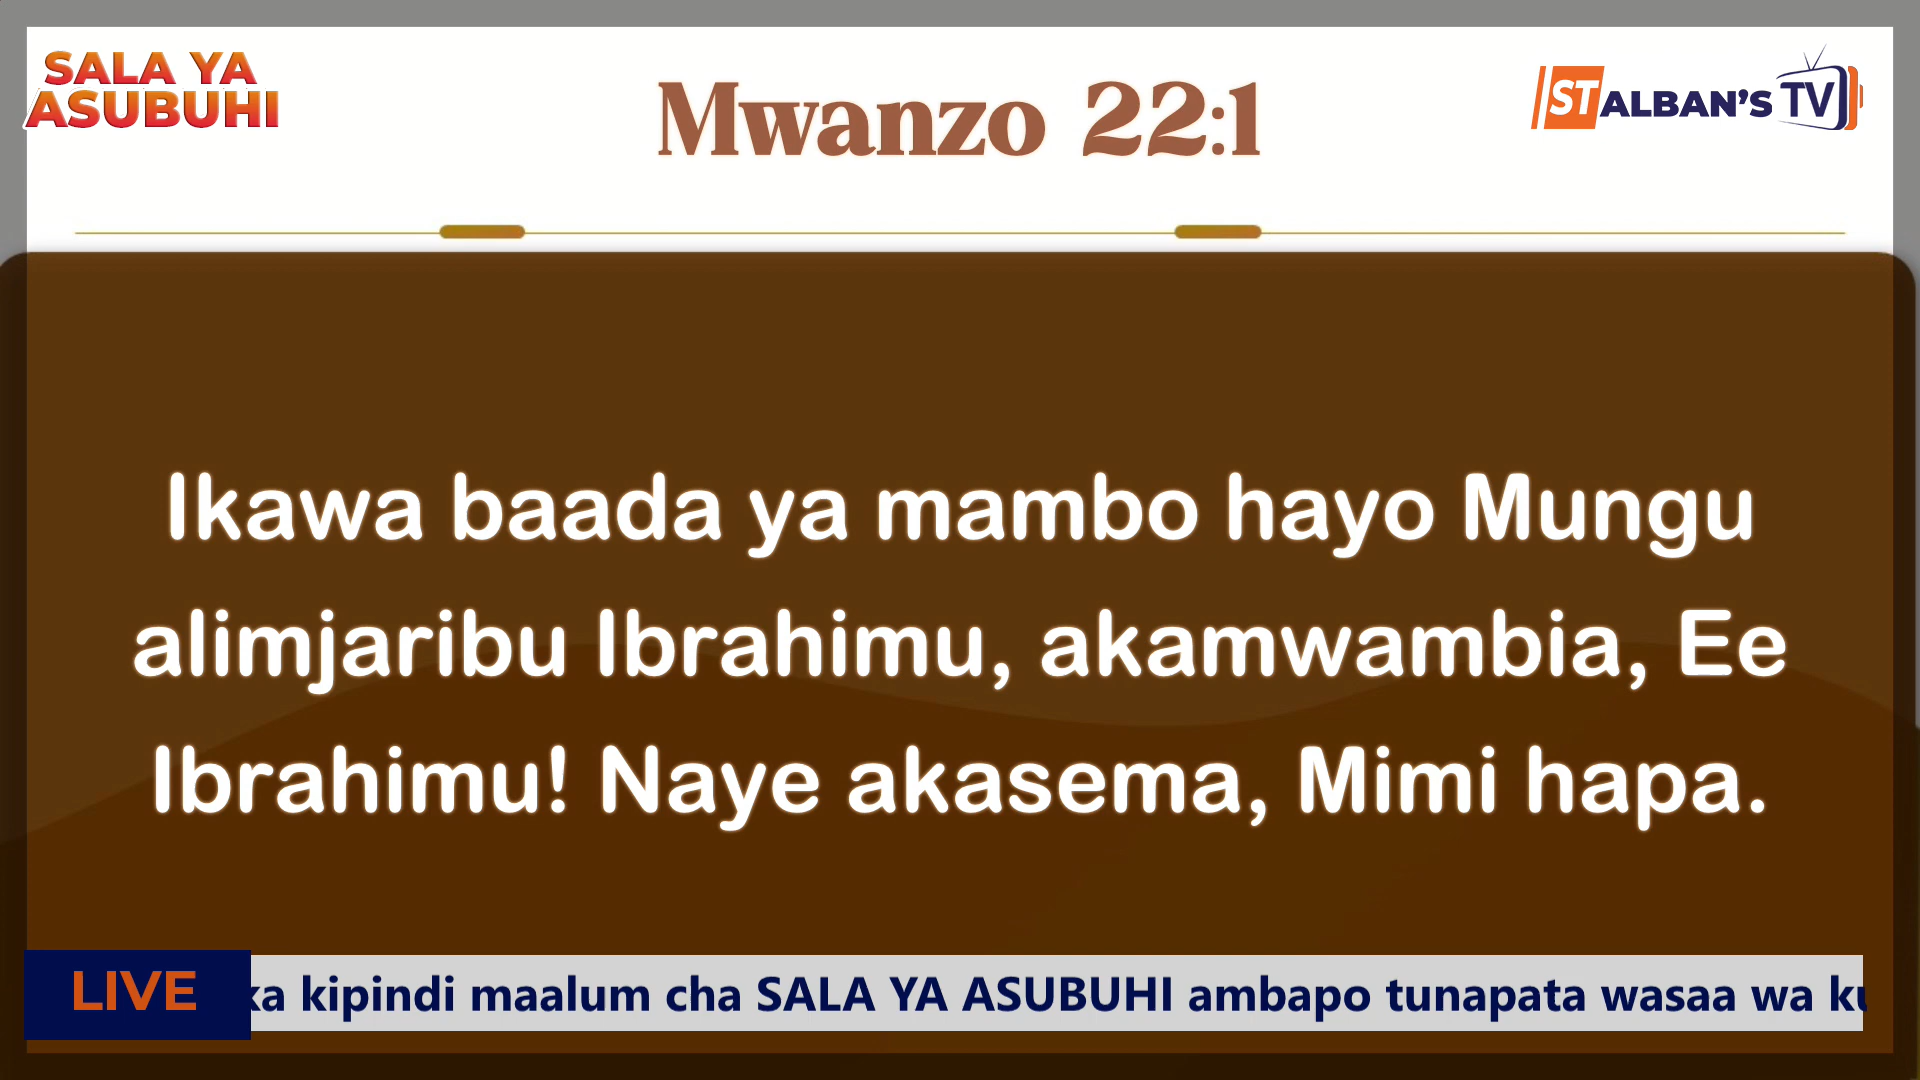 SALA YA
ASUBUHI
Mwanzo 22:1
ST ALBAN'S TV
Ikawa baada ya mambo hayo Mungu
alimjaribu Ibrahimu, akamwambia, Ee
Ibrahimu! Naye akasema, Mimi hapa.
LIVE
kipindi maalum cha SALA YA ASUBUHI ambapo tunapata wasaa wa